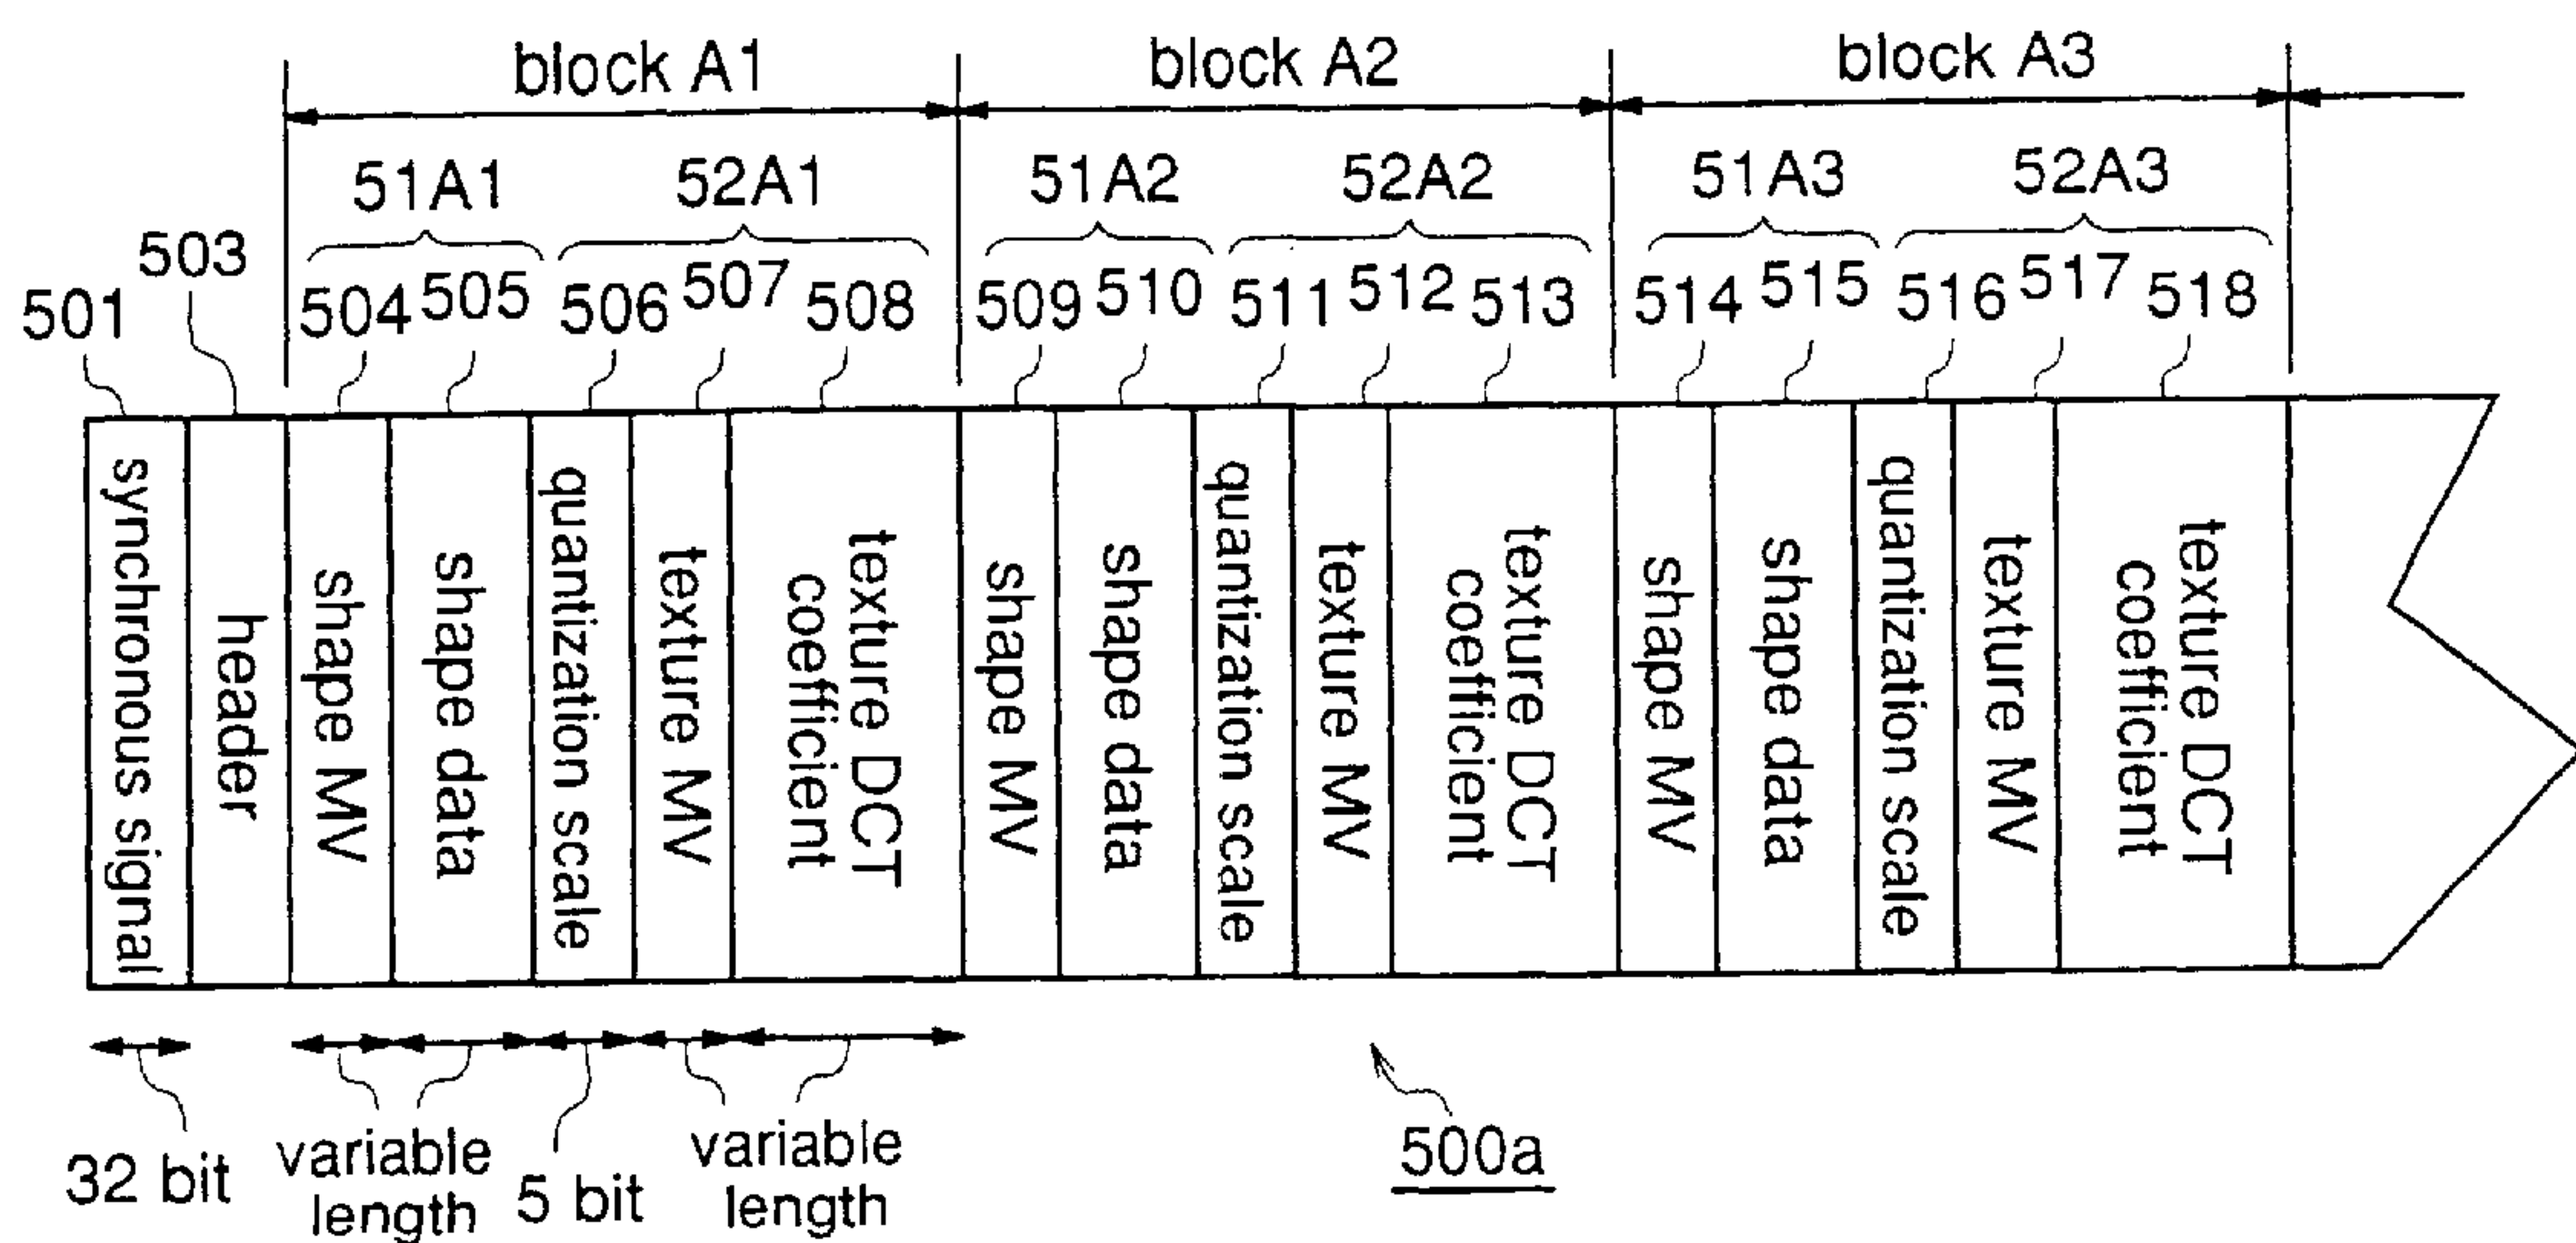 block A1
block A2
block A3
51A1
52A1
51A2
52A2
51A3
52A3
501
503
504
505
506
507
508
509
510
511
512
513
514
515
516
517
518
synchronous signal
header
shape MV
shape data
quantization scale
texture MV
texture DCT
coefficient
shape MV
shape data
quantization scale
texture MV
texture DCT
coefficient
shape MV
shape data
quantization scale
texture MV
texture DCT
coefficient
32 bit
variable
length
5 bit
variable
length
500a